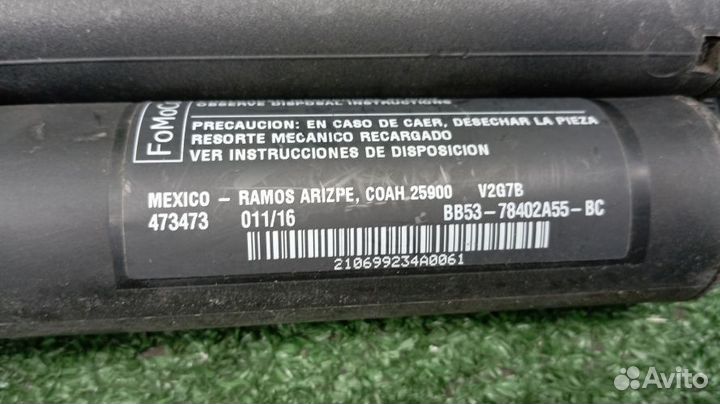 FoMoCo
OBSERVE DISPOSAL INSTRUCTIONS
PRECAUCION: EN CASO DE CAER, DESECHAR LA PIEZA
RESORTE MECANICO RECARGADO
VER INSTRUCCIONES DE DISPOSICION
MEXICO - RAMOS ARIZPE, COAH 25900 V2G7B
473473 011/16 BB53-78402A55-BC
210699234A0061
Avito